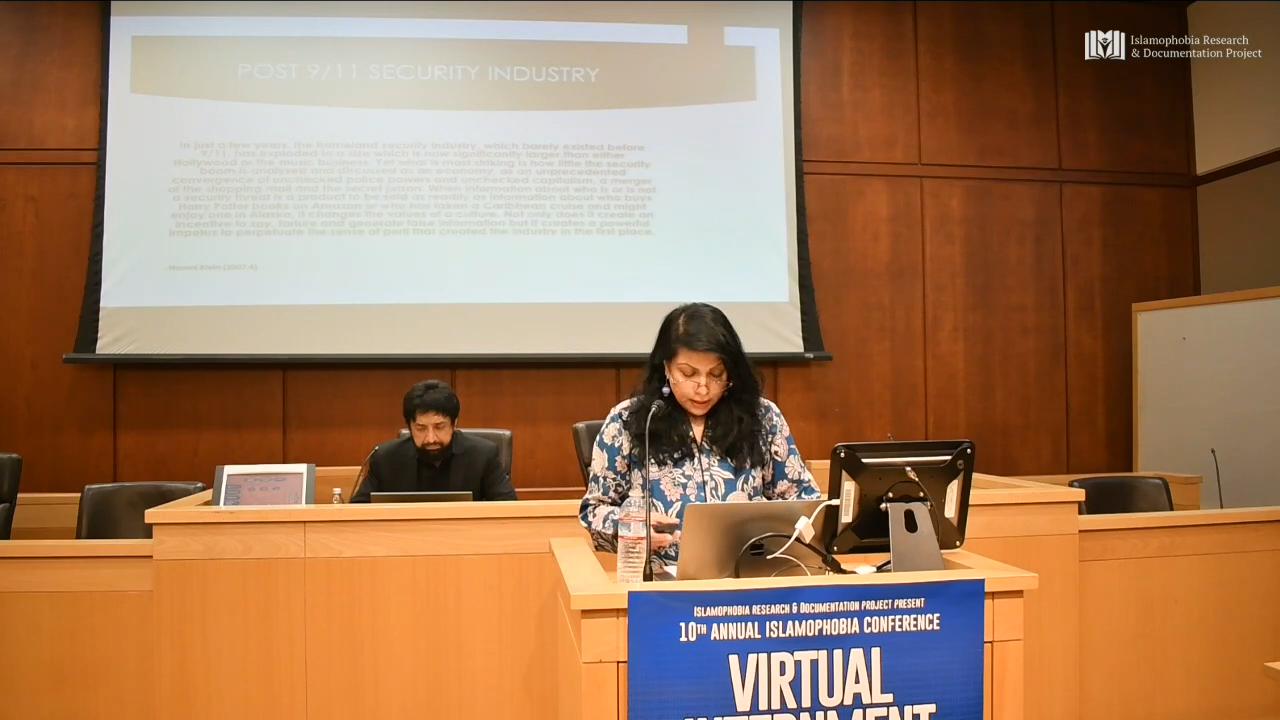 Islamophobia Research
& Documentation Project
POST 9/11 SECURITY INDUSTRY
In just a few years, the homeland security industry, which barely existed before
9/11, has exploded to a size which is now significantly larger than either
Hollywood or the music business. Yet what is most striking is how little the security
boom is analysed and discussed as an economy, as an unprecedented
convergence of unchecked police powers and unchecked capitalism, a merger
of the shopping mall and the secret prison. When information about who is or is not
a security threat is a product to be sold as readily as information about who buys
Harry Potter books on Amazon or who has taken a Caribbean cruise and might
enjoy one in Alaska, it changes the values of a culture. Not only does it create an
incentive to spy, torture and generate false information but it creates a powerful
impetus to perpetuate the sense of peril that created the industry in the first place.
Naomi Klein (2007:
ISLAMOPHOBIA RESEARCH & DOCUMENTATION PROJECT PRESENT
10TH ANNUAL ISLAMOPHOBIA CONFERENCE
VIRTUAL
INTERNMENT